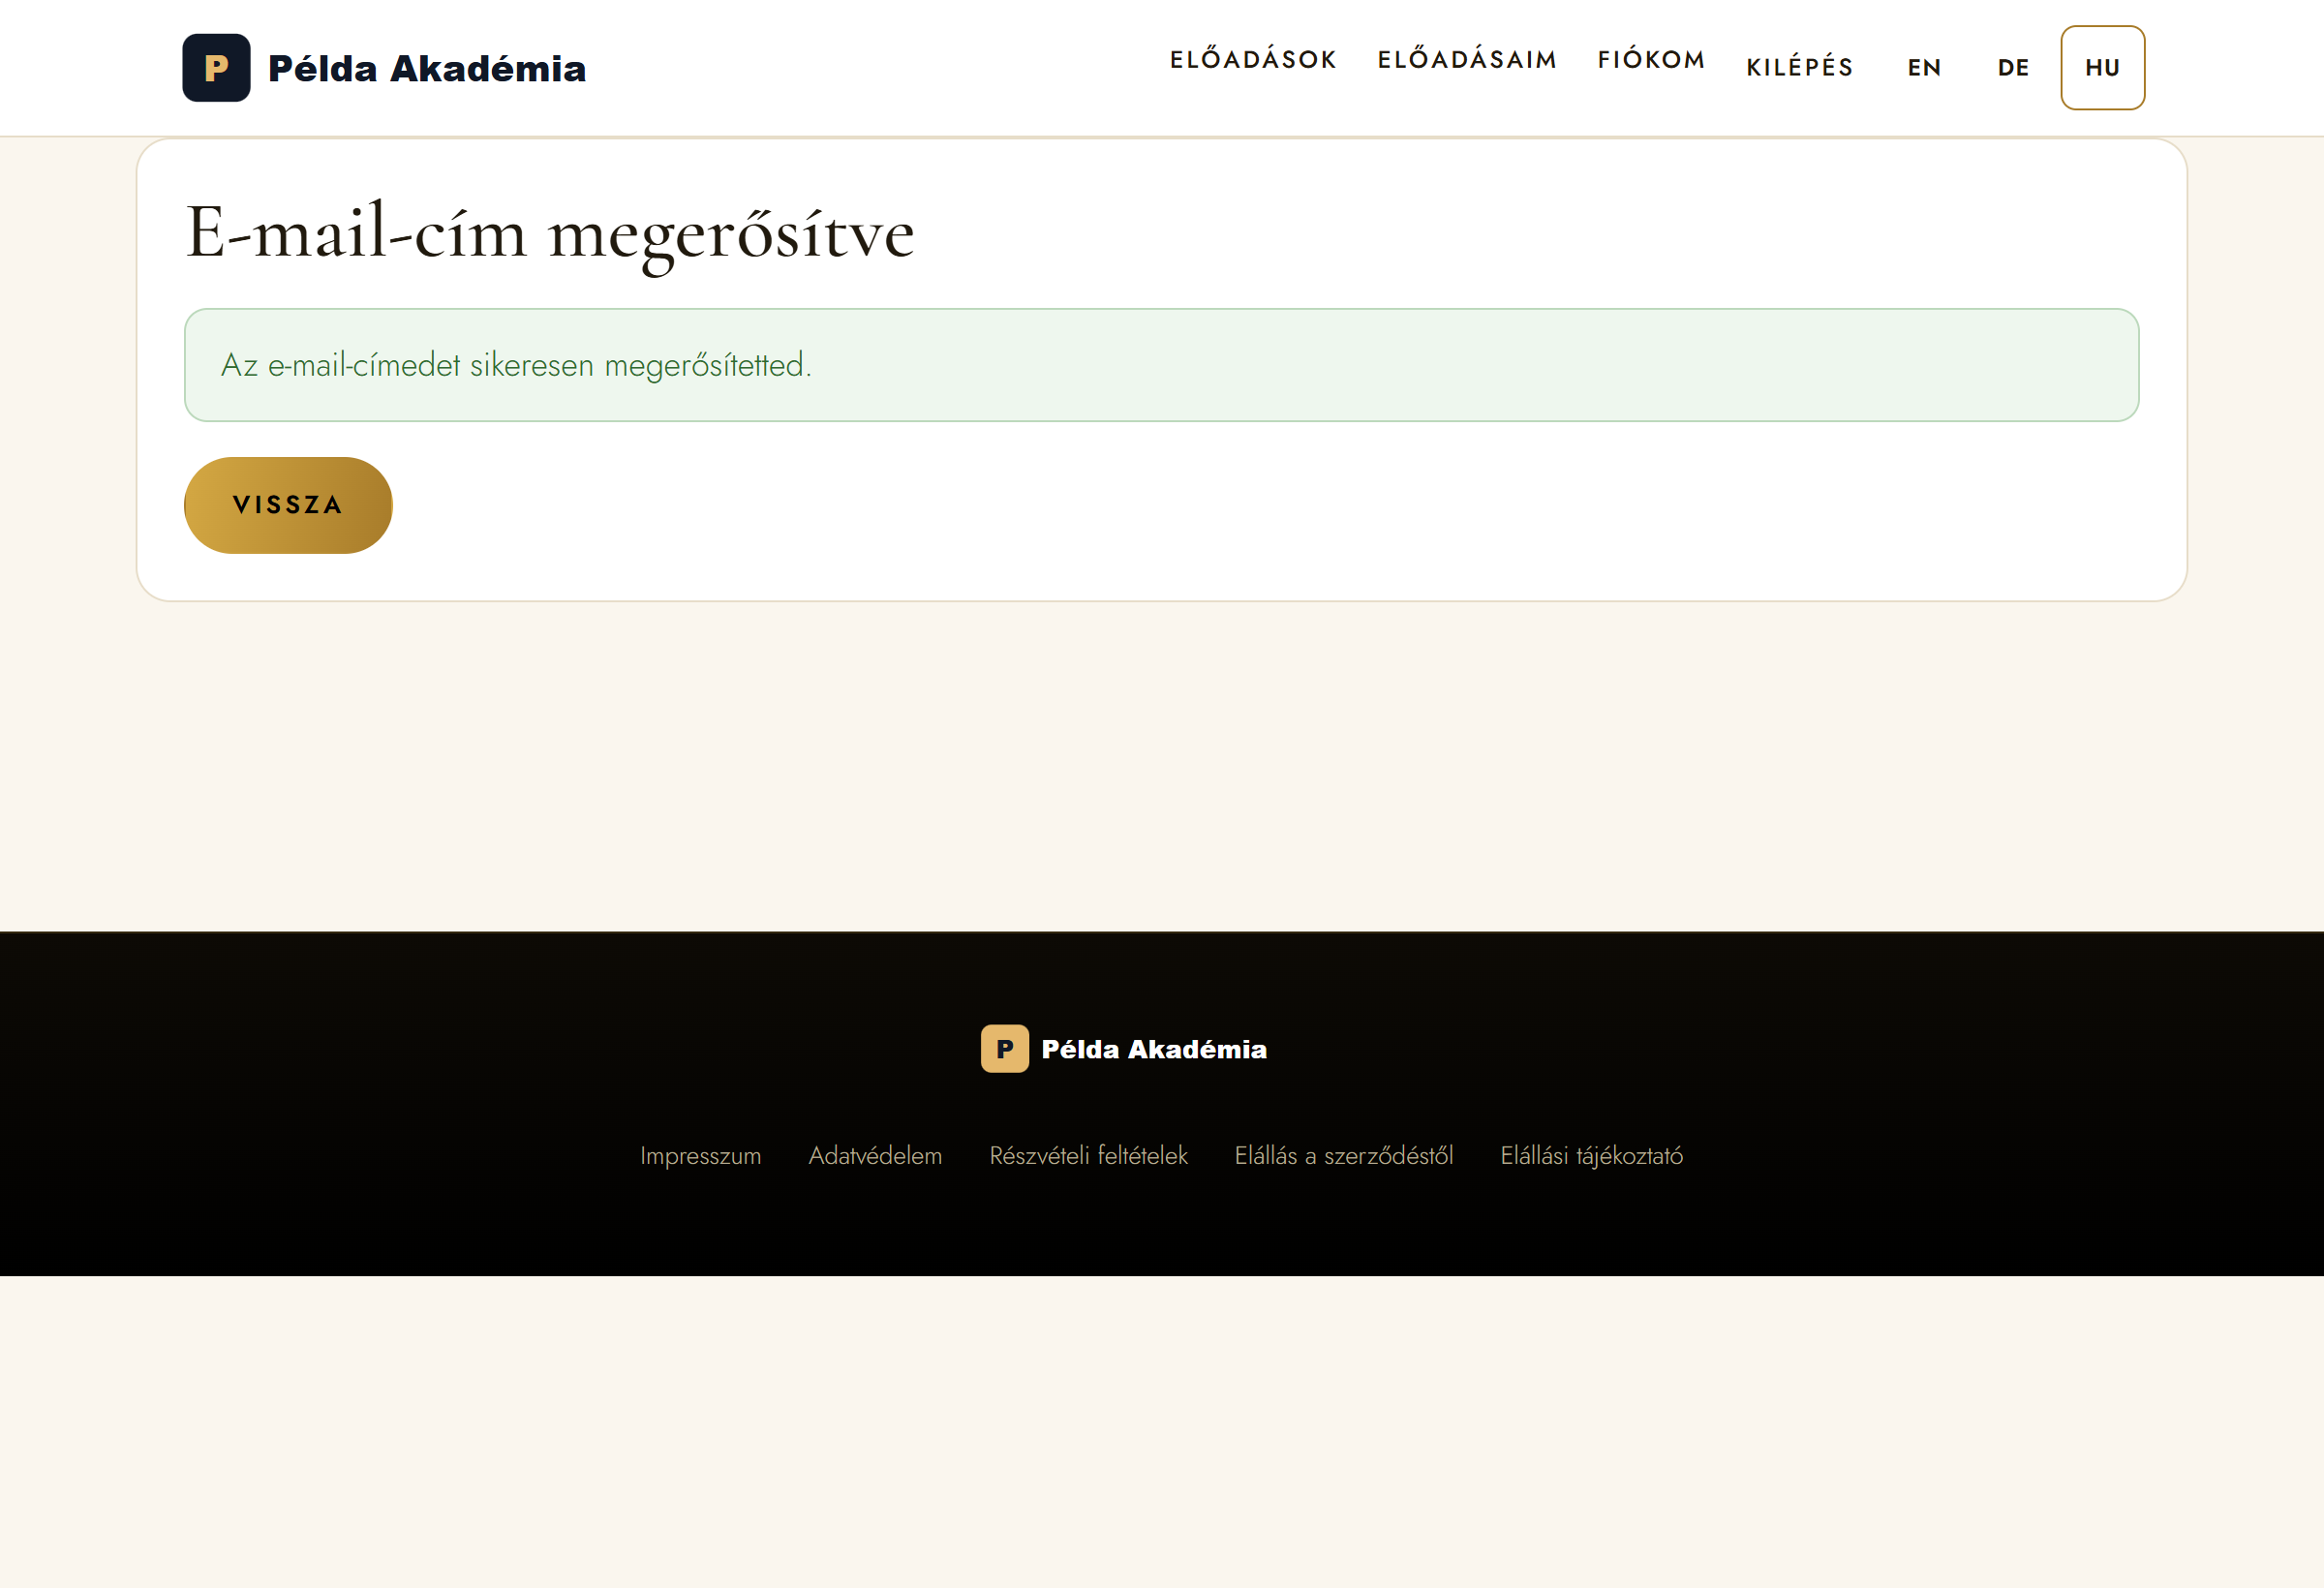 P Példa Akadémia
ELŐADÁSOK ELŐADÁSAIM FIÓKOM KILÉPÉS EN DE HU
E-mail-cím megerősítve
Az e-mail-címedet sikeresen megerősítetted.
VISSZA
P Példa Akadémia
Impresszum Adatvédelem Részvételi feltételek Elállás a szerződéstől Elállási tájékoztató